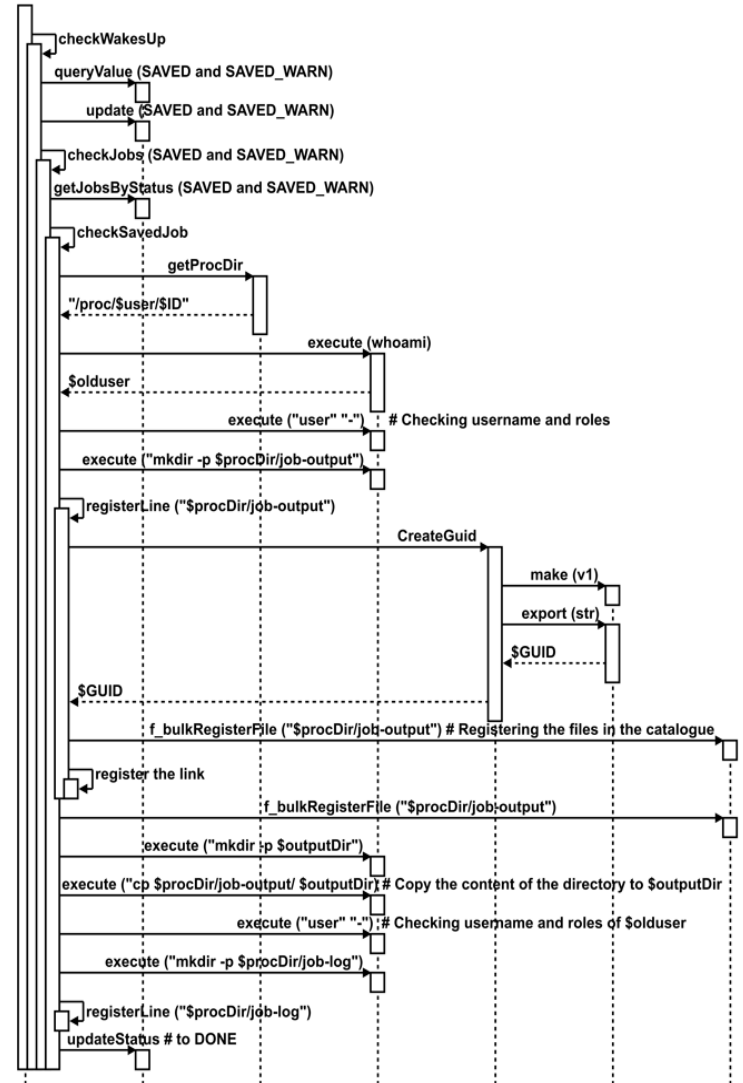 checkWakesUp
queryValue (SAVED and SAVED_WARN)
update (SAVED and SAVED_WARN)
checkJobs (SAVED and SAVED_WARN)
getJobsByStatus (SAVED and SAVED_WARN)
checkSavedJob
getProcDir
"/proc/$user/$ID"
execute (whoami)
$olduser
execute ("user" "-") # Checking username and roles
execute ("mkdir -p $procDir/job-output")
registerLine ("$procDir/job-output")
CreateGuid
make (v1)
export (str)
$GUID
$GUID
f_bulkRegisterFile ("$procDir/job-output") # Registering the files in the catalogue
register the link
f_bulkRegisterFile ("$procDir/job-output")
execute ("mkdir -p $outputDir")
execute ("cp $procDir/job-output/ $outputDir) # Copy the content of the directory to $outputDir
execute ("user" "-") # Checking username and roles of $olduser
execute ("mkdir -p $procDir/job-log")
registerLine ("$procDir/job-log")
updateStatus # to DONE